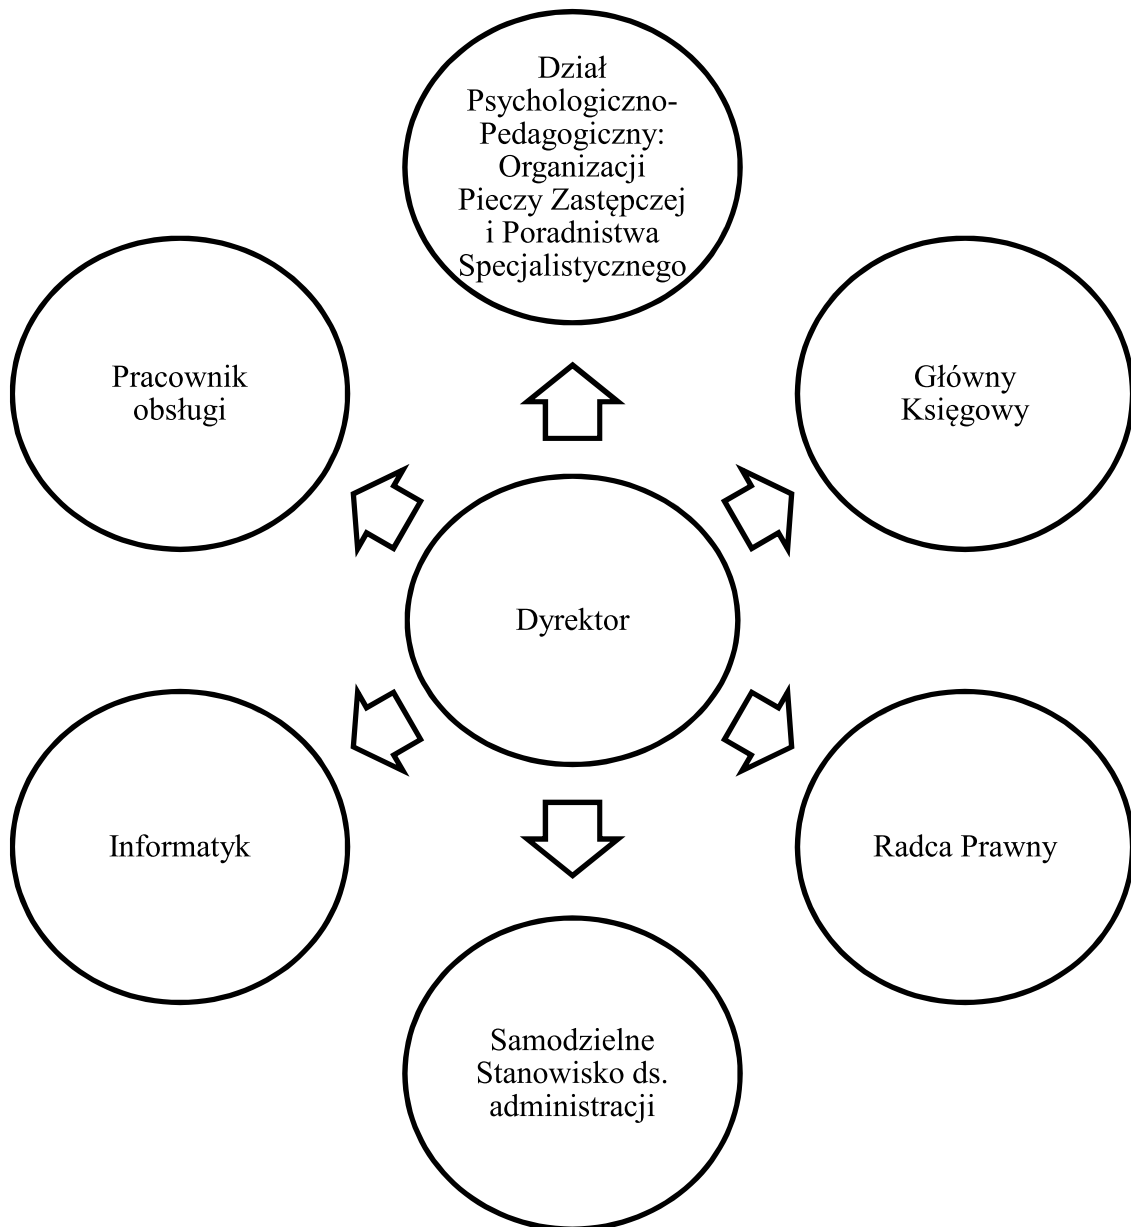 Dział
Psychologiczno-
Pedagogiczny:
Organizacji
Pieczy Zastępczej
i Poradnistwa
Specjalistycznego
Pracownik
obsługi
Główny
Księgowy
Dyrektor
Informatyk
Radca Prawny
Samodzielne
Stanowisko ds.
administracji